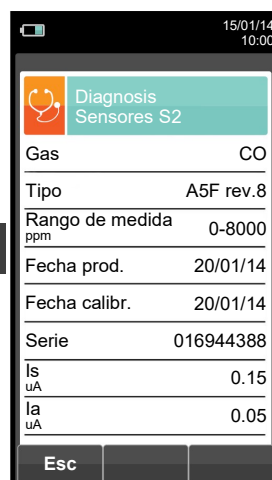 15/01/14
10:00
Diagnosis
Sensores S2
Gas CO
Tipo A5F rev.8
Rango de medida 0-8000
ppm
Fecha prod. 20/01/14
Fecha calibr. 20/01/14
Serie 016944388
Is 0.15
uA
Ia 0.05
uA
Esc